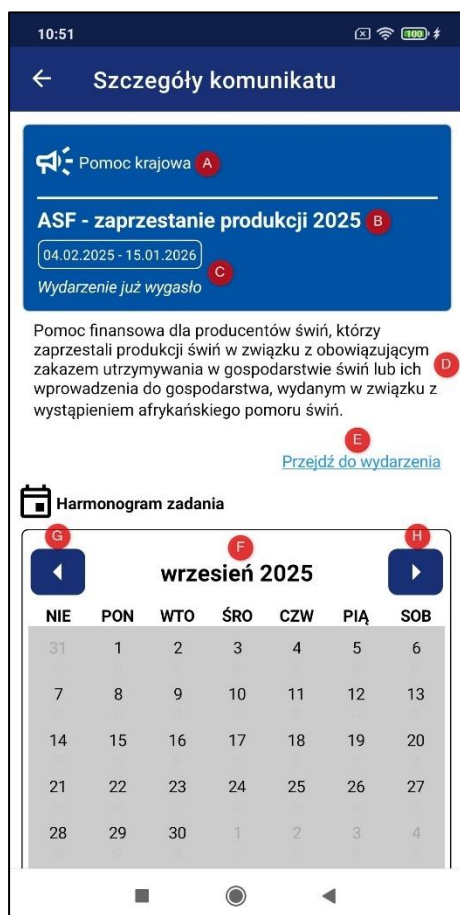 10:51
100
Szczegóły komunikatu
Pomoc krajowa A
ASF - zaprzestanie produkcji 2025 B
04.02.2025 - 15.01.2026
C
Wydarzenie już wygasło
Pomoc finansowa dla producentów świń, którzy
zaprzestali produkcji świń w związku z obowiązującym
zakazem utrzymywania w gospodarstwie świń lub ich D
wprowadzenia do gospodarstwa, wydanym w związku z
wystąpieniem afrykańskiego pomoru świń.
E
Przejdź do wydarzenia
Harmonogram zadania
G F H
wrzesień 2025
NIE PON WTO ŚRO CZW PIĄ SOB
31 1 2 3 4 5 6
7 8 9 10 11 12 13
14 15 16 17 18 19 20
21 22 23 24 25 26 27
28 29 30 1 2 3 4